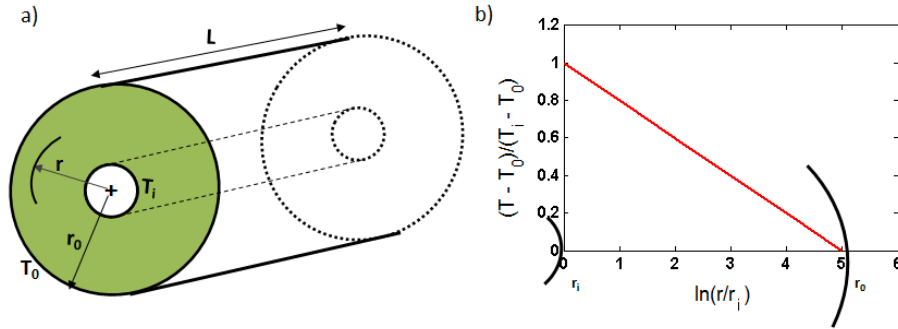 a)
L
r
T_i
r_0
T_0
b)
(T - T_0)/(T_i - T_0)
1.2
1
0.8
0.6
0.4
0.2
0
0 1 2 3 4 5 6
r_i r_0
ln(r/r_i)